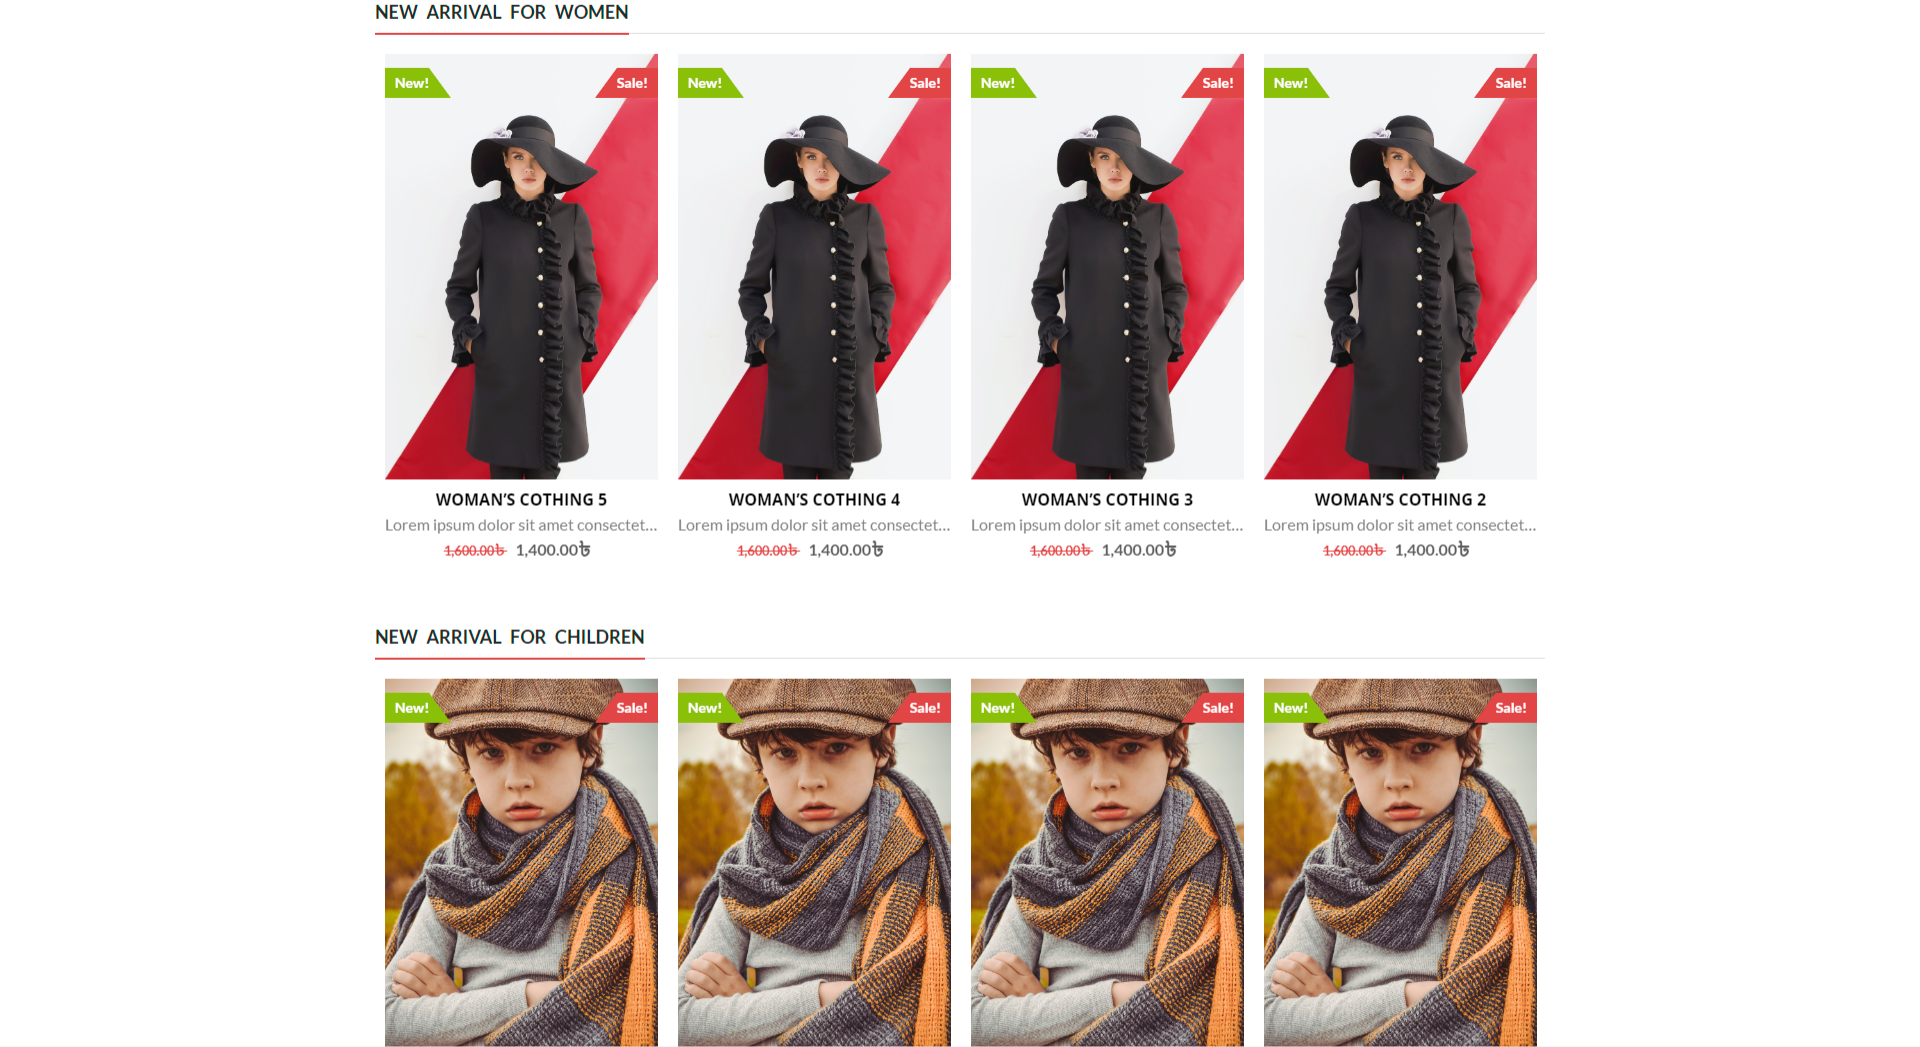 NEW ARRIVAL FOR WOMEN
New! Sale! New! Sale! New! Sale! New! Sale!
WOMAN’S COTHING 5 WOMAN’S COTHING 4 WOMAN’S COTHING 3 WOMAN’S COTHING 2
Lorem ipsum dolor sit amet consectet... Lorem ipsum dolor sit amet consectet... Lorem ipsum dolor sit amet consectet... Lorem ipsum dolor sit amet consectet...
1,600.00৳ 1,400.00৳ 1,600.00৳ 1,400.00৳ 1,600.00৳ 1,400.00৳ 1,600.00৳ 1,400.00৳
NEW ARRIVAL FOR CHILDREN
New! Sale! New! Sale! New! Sale! New! Sale!